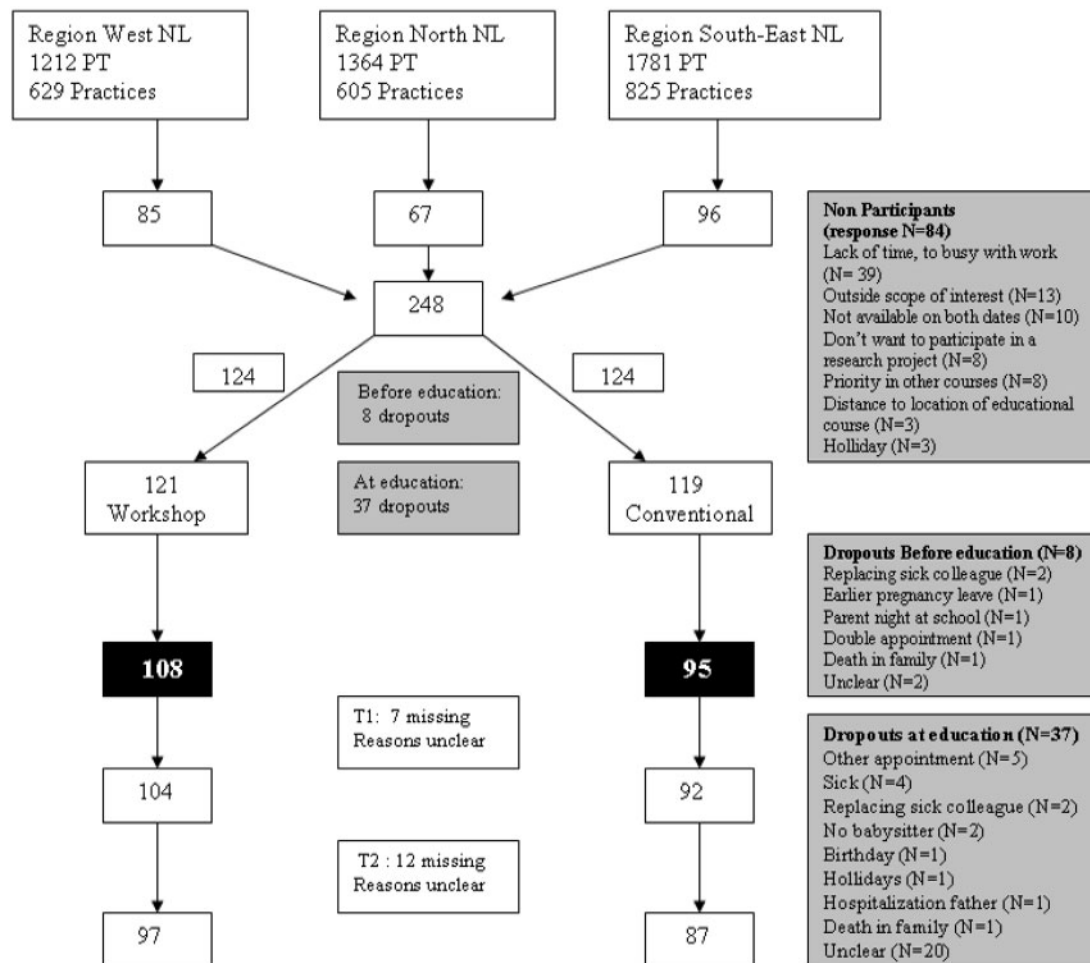 Region West NL
1212 PT
629 Practices
Region North NL
1364 PT
605 Practices
Region South-East NL
1781 PT
825 Practices
85
67
96
248
124
124
Before education:
8 dropouts
At education:
37 dropouts
121
Workshop
119
Conventional
108
95
T1: 7 missing
Reasons unclear
104
92
T2 : 12 missing
Reasons unclear
97
87
Non Participants
(response N=84)
Lack of time, to busy with work
(N= 39)
Outside scope of interest (N=13)
Not available on both dates (N=10)
Don't want to participate in a
research project (N=8)
Priority in other courses (N=8)
Distance to location of educational
course (N=3)
Holliday (N=3)
Dropouts Before education (N=8)
Replacing sick colleague (N=2)
Earlier pregnancy leave (N=1)
Parent night at school (N=1)
Double appointment (N=1)
Death in family (N=1)
Unclear (N=2)
Dropouts at education (N=37)
Other appointment (N=5)
Sick (N=4)
Replacing sick colleague (N=2)
No babysitter (N=2)
Birthday (N=1)
Hollidays (N=1)
Hospitalization father (N=1)
Death in family (N=1)
Unclear (N=20)